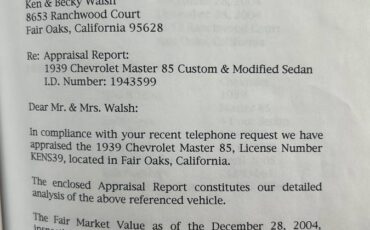 Ken & Becky Walsh
8653 Ranchwood Court
Fair Oaks, California 95628
Re: Appraisal Report:
1939 Chevrolet Master 85 Custom & Modified Sedan
I.D. Number: 1943599
Dear Mr. & Mrs. Walsh:
In compliance with your recent telephone request we have
appraised the 1939 Chevrolet Master 85, License Number
KENS39, located in Fair Oaks, California.
The enclosed Appraisal Report constitutes our detailed
analysis of the above referenced vehicle.
The Fair Market Value as of the December 28, 2004,